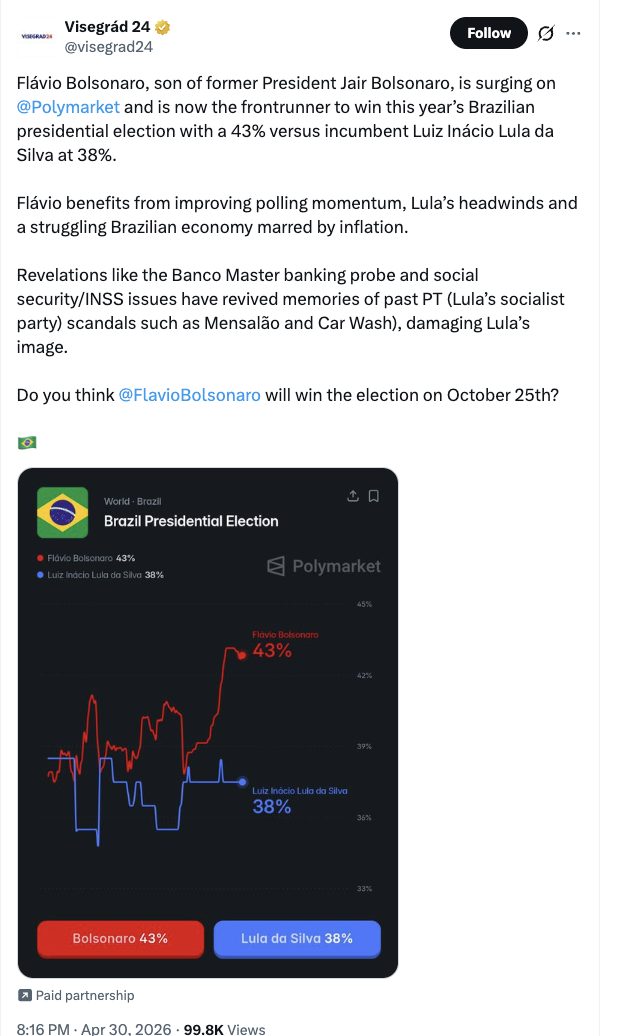 VISEGRAD24
Visegrád 24
@visegrad24
Follow
Flávio Bolsonaro, son of former President Jair Bolsonaro, is surging on
@Polymarket and is now the frontrunner to win this year's Brazilian
presidential election with a 43% versus incumbent Luiz Inácio Lula da
Silva at 38%.
Flávio benefits from improving polling momentum, Lula's headwinds and
a struggling Brazilian economy marred by inflation.
Revelations like the Banco Master banking probe and social
security/INSS issues have revived memories of past PT (Lula's socialist
party) scandals such as Mensalão and Car Wash), damaging Lula's
image.
Do you think @FlavioBolsonaro will win the election on October 25th?
World · Brazil
Brazil Presidential Election
Flávio Bolsonaro 43%
Luiz Inácio Lula da Silva 38%
Polymarket
45%
Flávio Bolsonaro
43%
42%
39%
Luiz Inácio Lula da Silva
38%
36%
33%
Bolsonaro 43%
Lula da Silva 38%
Paid partnership
8:16 PM · Apr 30, 2026 · 99.8K Views